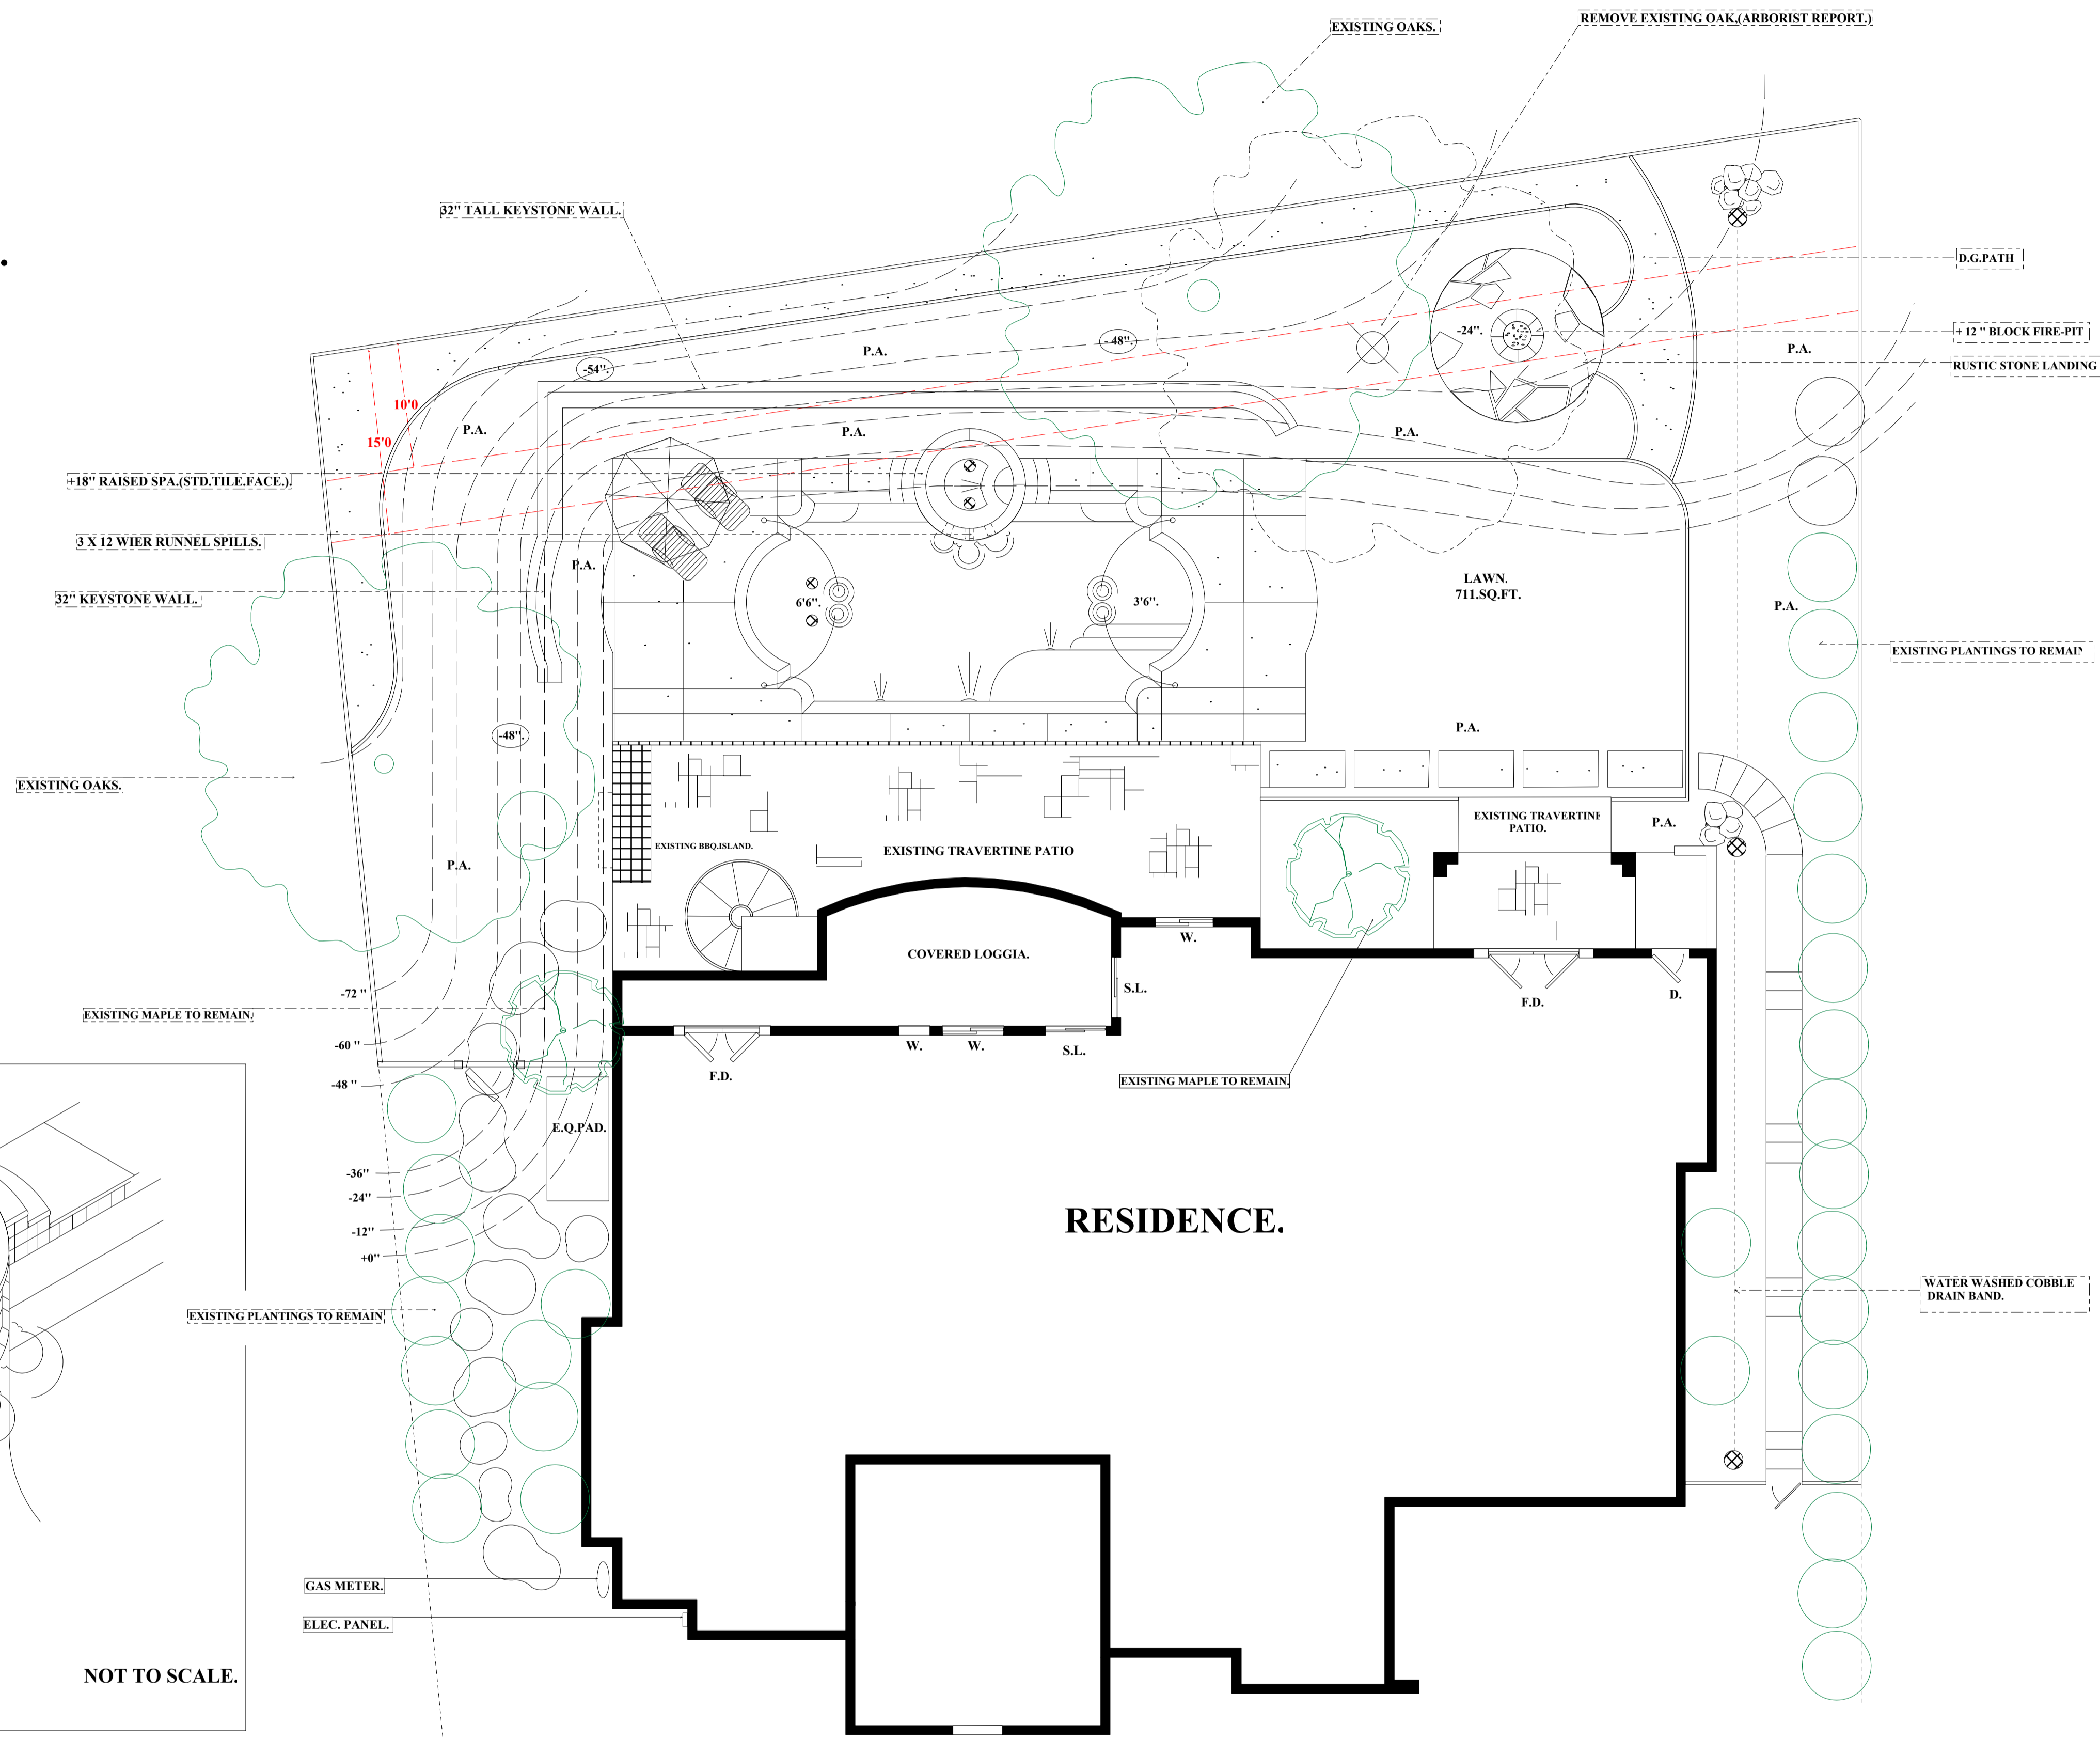 EXISTING OAKS.
REMOVE EXISTING OAK,(ARBORIST REPORT.)
32" TALL KEYSTONE WALL.
D.G.PATH
+ 12 " BLOCK FIRE-PIT
-24".
-48".
P.A.
P.A.
RUSTIC STONE LANDING
-54".
10'0
15'0
P.A.
P.A.
P.A.
+18" RAISED SPA.(STD.TILE.FACE.).
3 X 12 WIER RUNNEL SPILLS.
P.A.
LAWN.
711.SQ.FT.
32" KEYSTONE WALL.
6'6".
3'6".
P.A.
EXISTING PLANTINGS TO REMAIN
P.A.
-48".
EXISTING OAKS.
EXISTING TRAVERTINE
PATIO.
P.A.
EXISTING BBQ.ISLAND.
EXISTING TRAVERTINE PATIO
P.A.
W.
COVERED LOGGIA.
S.L.
D.
F.D.
-72 "
EXISTING MAPLE TO REMAIN.
-60 "
W.
W.
S.L.
F.D.
EXISTING MAPLE TO REMAIN.
-48 "
E.Q.PAD.
-36"
-24"
-12"
+0"
RESIDENCE.
WATER WASHED COBBLE
DRAIN BAND.
EXISTING PLANTINGS TO REMAIN
GAS METER.
ELEC. PANEL.
NOT TO SCALE.